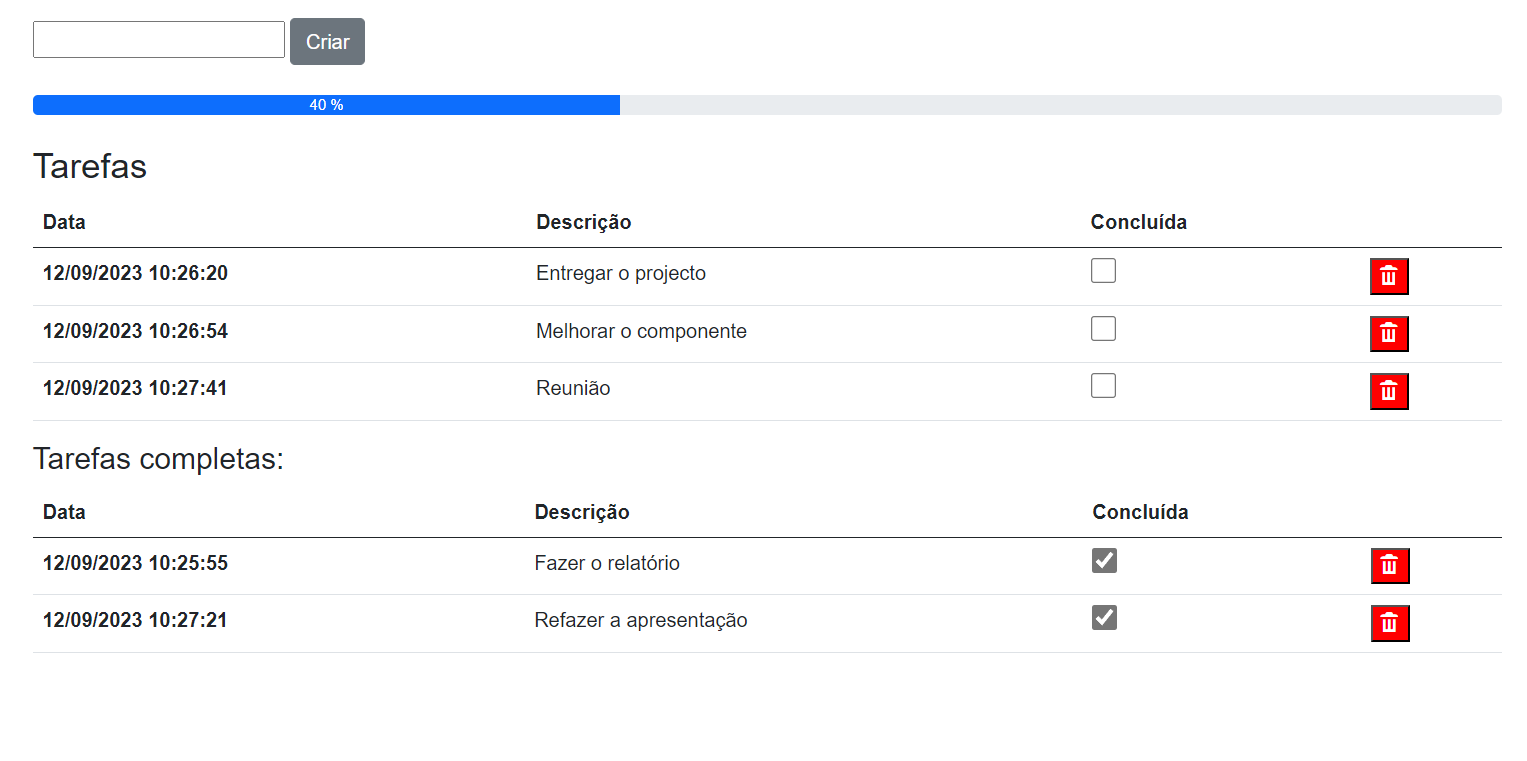 Criar
40 %
Tarefas
Data Descrição Concluída
12/09/2023 10:26:20 Entregar o projecto
12/09/2023 10:26:54 Melhorar o componente
12/09/2023 10:27:41 Reunião
Tarefas completas:
Data Descrição Concluída
12/09/2023 10:25:55 Fazer o relatório
12/09/2023 10:27:21 Refazer a apresentação